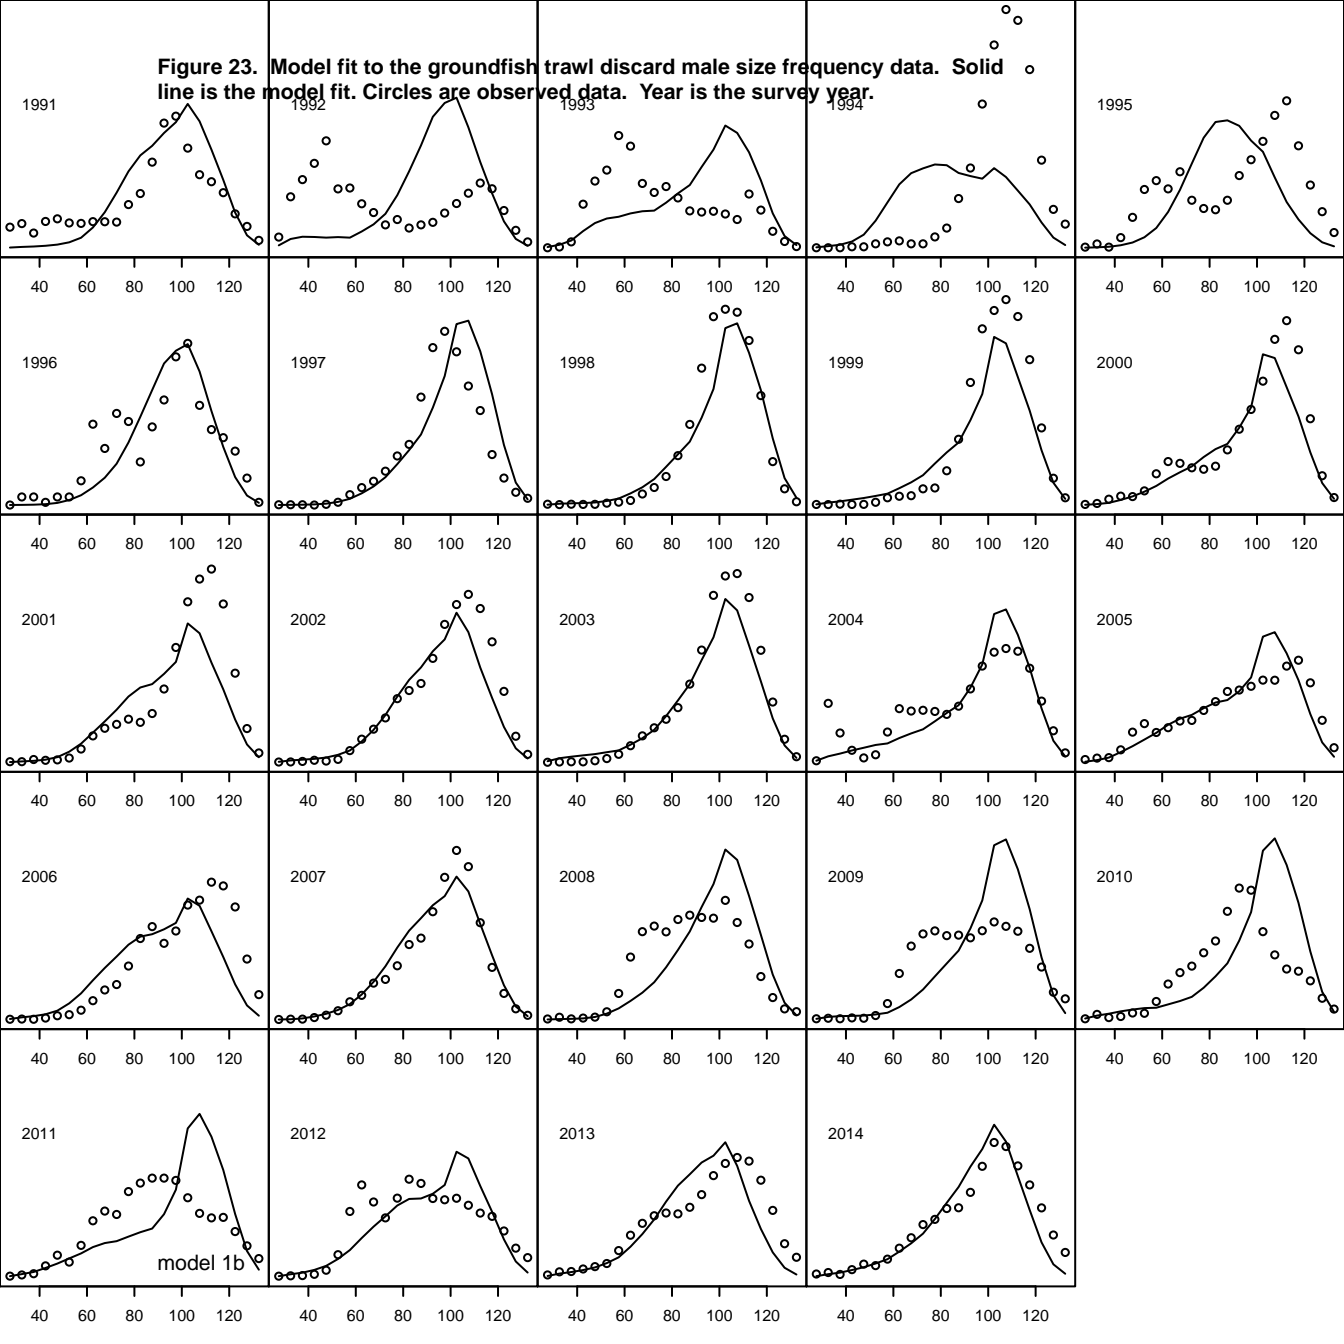 Figure 23.  Model fit to the groundfish trawl discard male size frequency data.  Solid
line is the model fit. Circles are observed data.  Year is the survey year.
1991 1992 1993 1994 1995
40 60 80 100 120 40 60 80 100 120 40 60 80 100 120 40 60 80 100 120 40 60 80 100 120
1996 1997 1998 1999 2000
40 60 80 100 120 40 60 80 100 120 40 60 80 100 120 40 60 80 100 120 40 60 80 100 120
2001 2002 2003 2004 2005
40 60 80 100 120 40 60 80 100 120 40 60 80 100 120 40 60 80 100 120 40 60 80 100 120
2006 2007 2008 2009 2010
40 60 80 100 120 40 60 80 100 120 40 60 80 100 120 40 60 80 100 120 40 60 80 100 120
2011 2012 2013 2014
model 1b
40 60 80 100 120 40 60 80 100 120 40 60 80 100 120 40 60 80 100 120